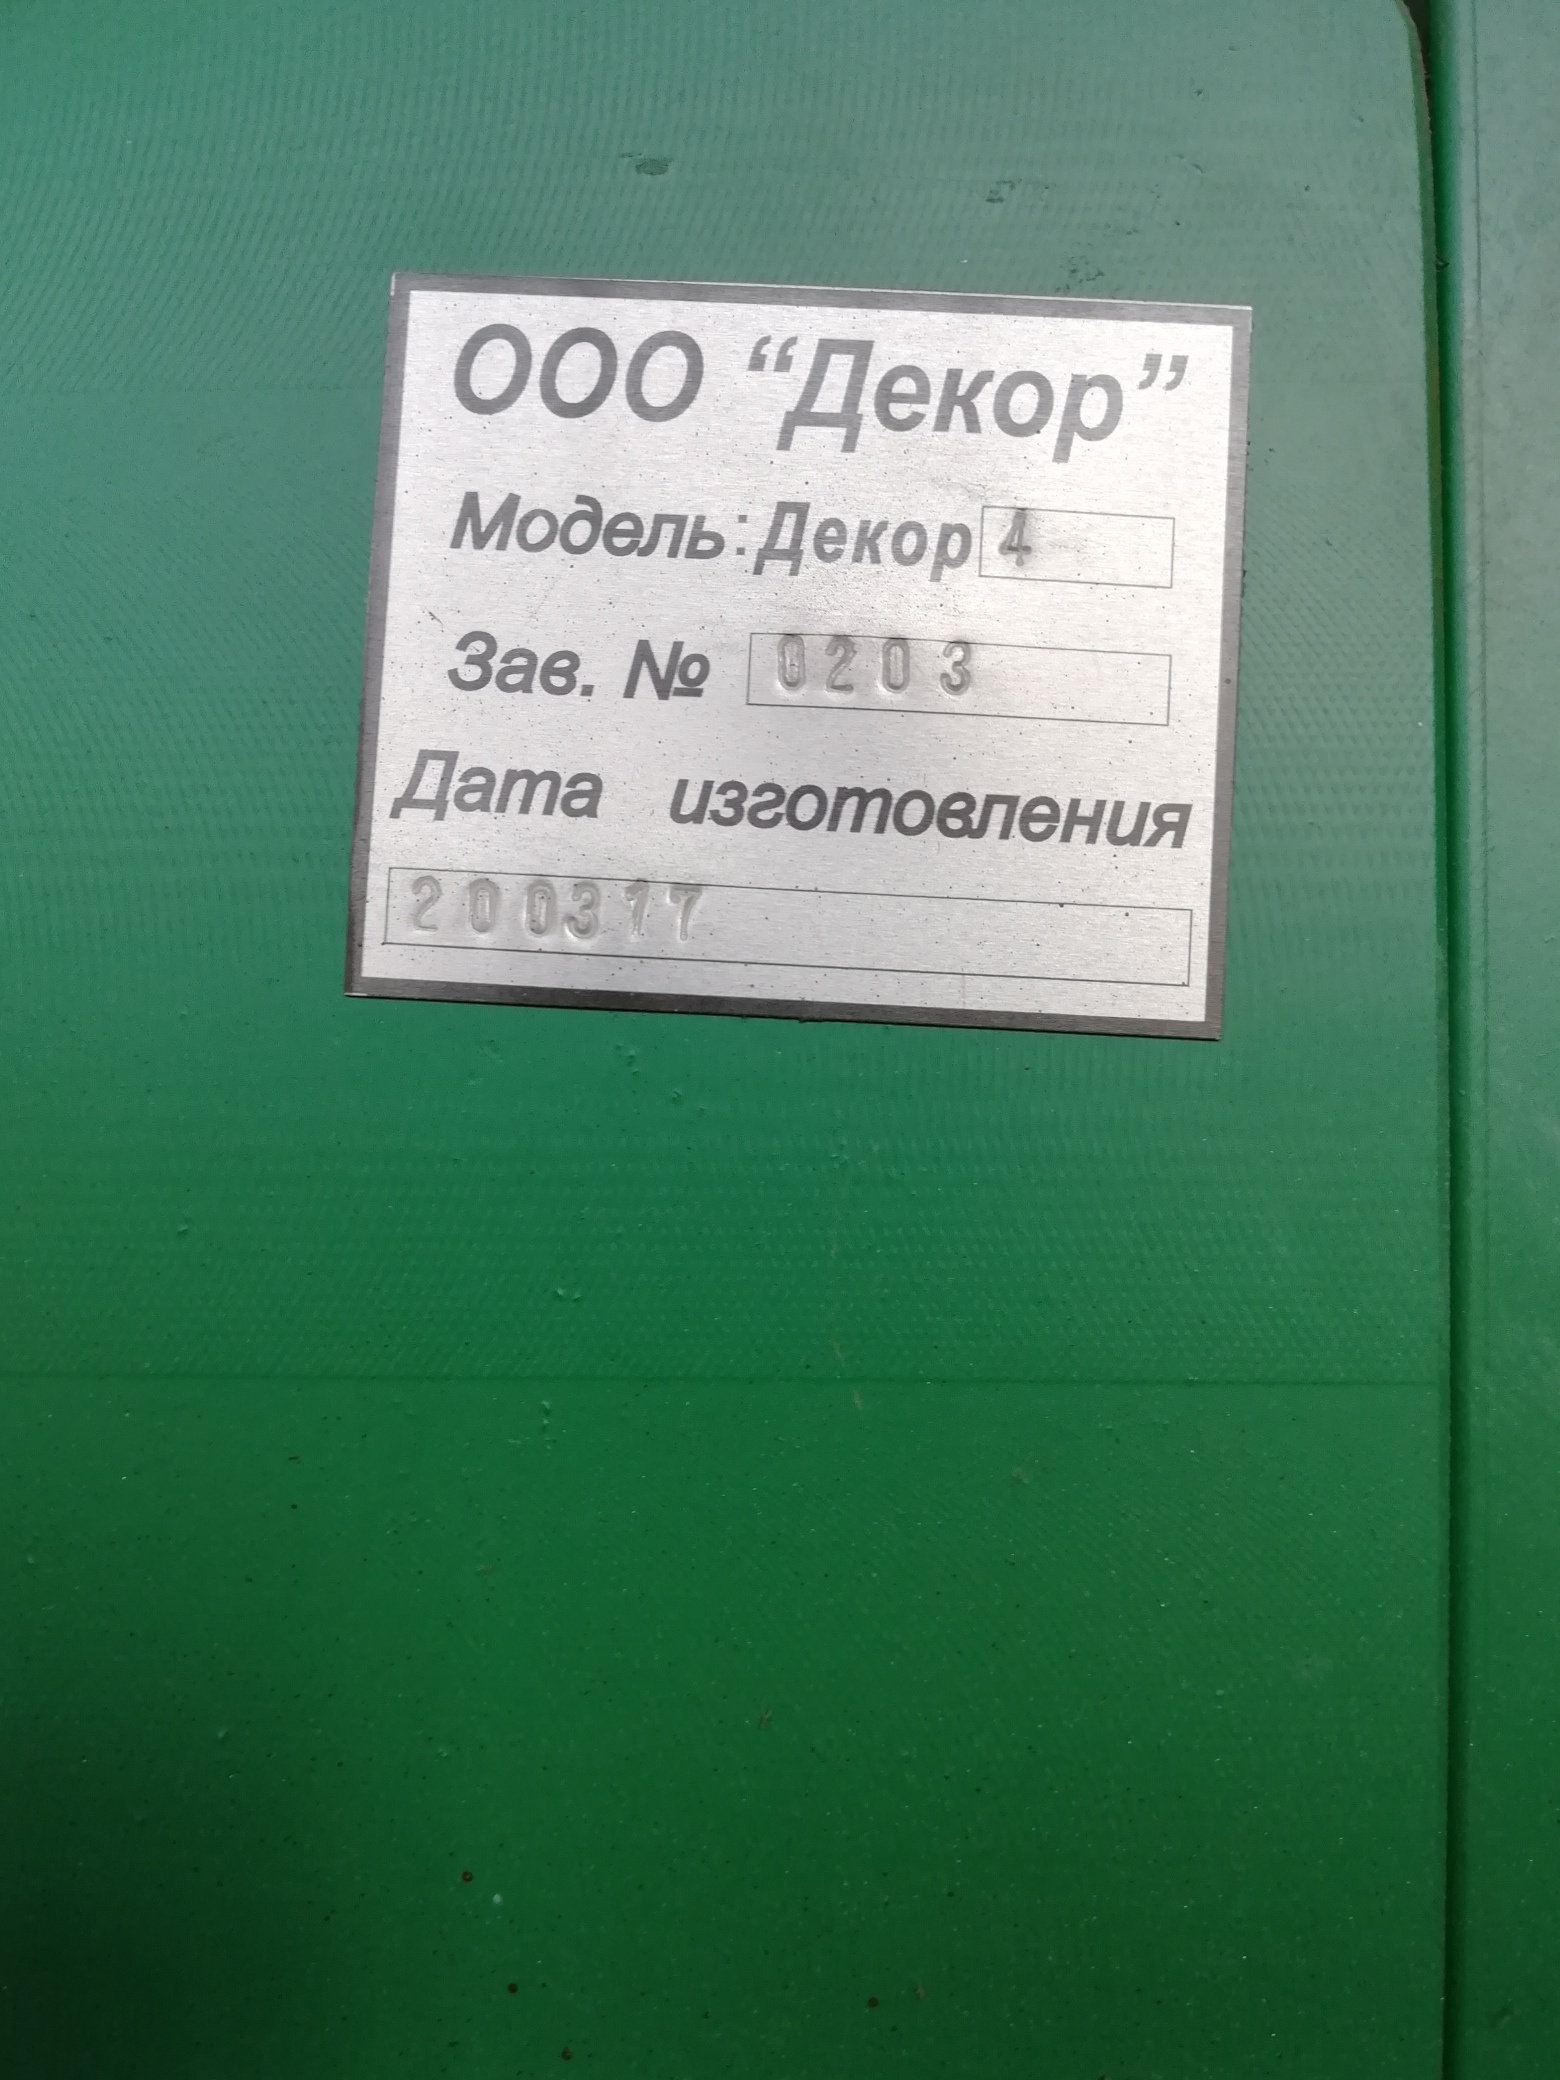 ООО “Декор”
Модель: Декор 4
Зав. № 0203
Дата изготовления
200317